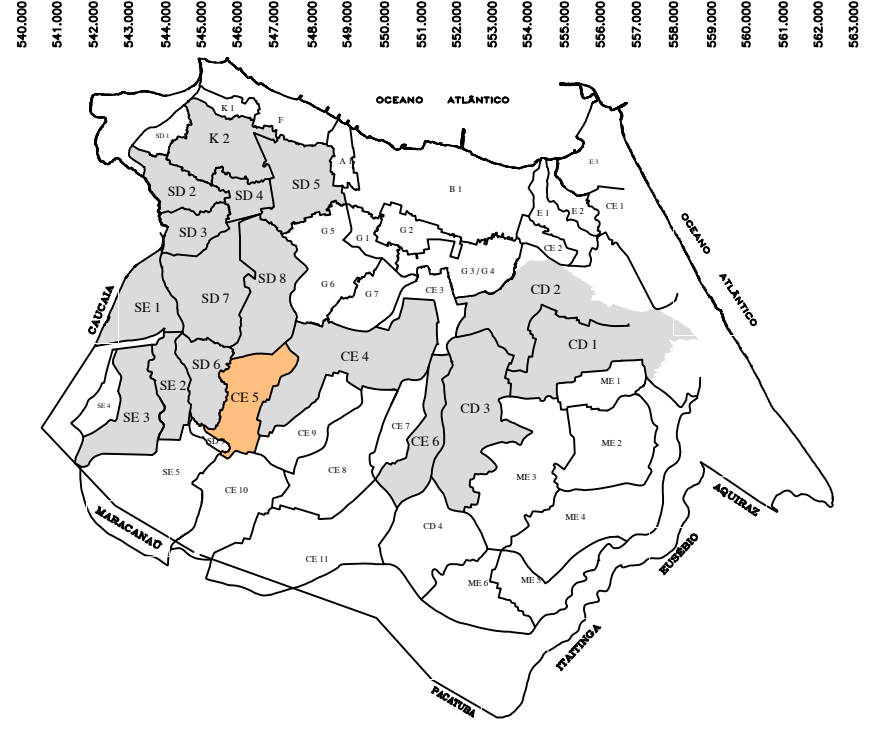 540.000
541.000
542.000
543.000
544.000
545.000
546.000
547.000
548.000
549.000
550.000
551.000
552.000
553.000
554.000
555.000
556.000
557.000
558.000
559.000
560.000
561.000
562.000
563.000
OCEANO ATLÂNTICO
K 1
F
SD 1
K 2
A 1
E 3
B 1
SD 2
SD 4
SD 5
E 1
E 2
CE 1
SD 3
G 5
G 1
G 2
CE 2
OCEANO ATLÂNTICO
SD 8
G 3 / G 4
G 6
G 7
CE 3
CD 2
CAUCAIA
SE 1
SD 7
CE 4
CD 1
SD 6
SE 2
ME 1
CE 5
SE 4
SE 3
CD 3
CE 7
CE 9
CE 6
SD 9
ME 2
SE 5
CE 8
ME 3
CE 10
AQUIRAZ
MARACANAÚ
CD 4
ME 4
EUSÉBIO
CE 11
ME 6
ME 5
ITAITINGA
PACATUBA